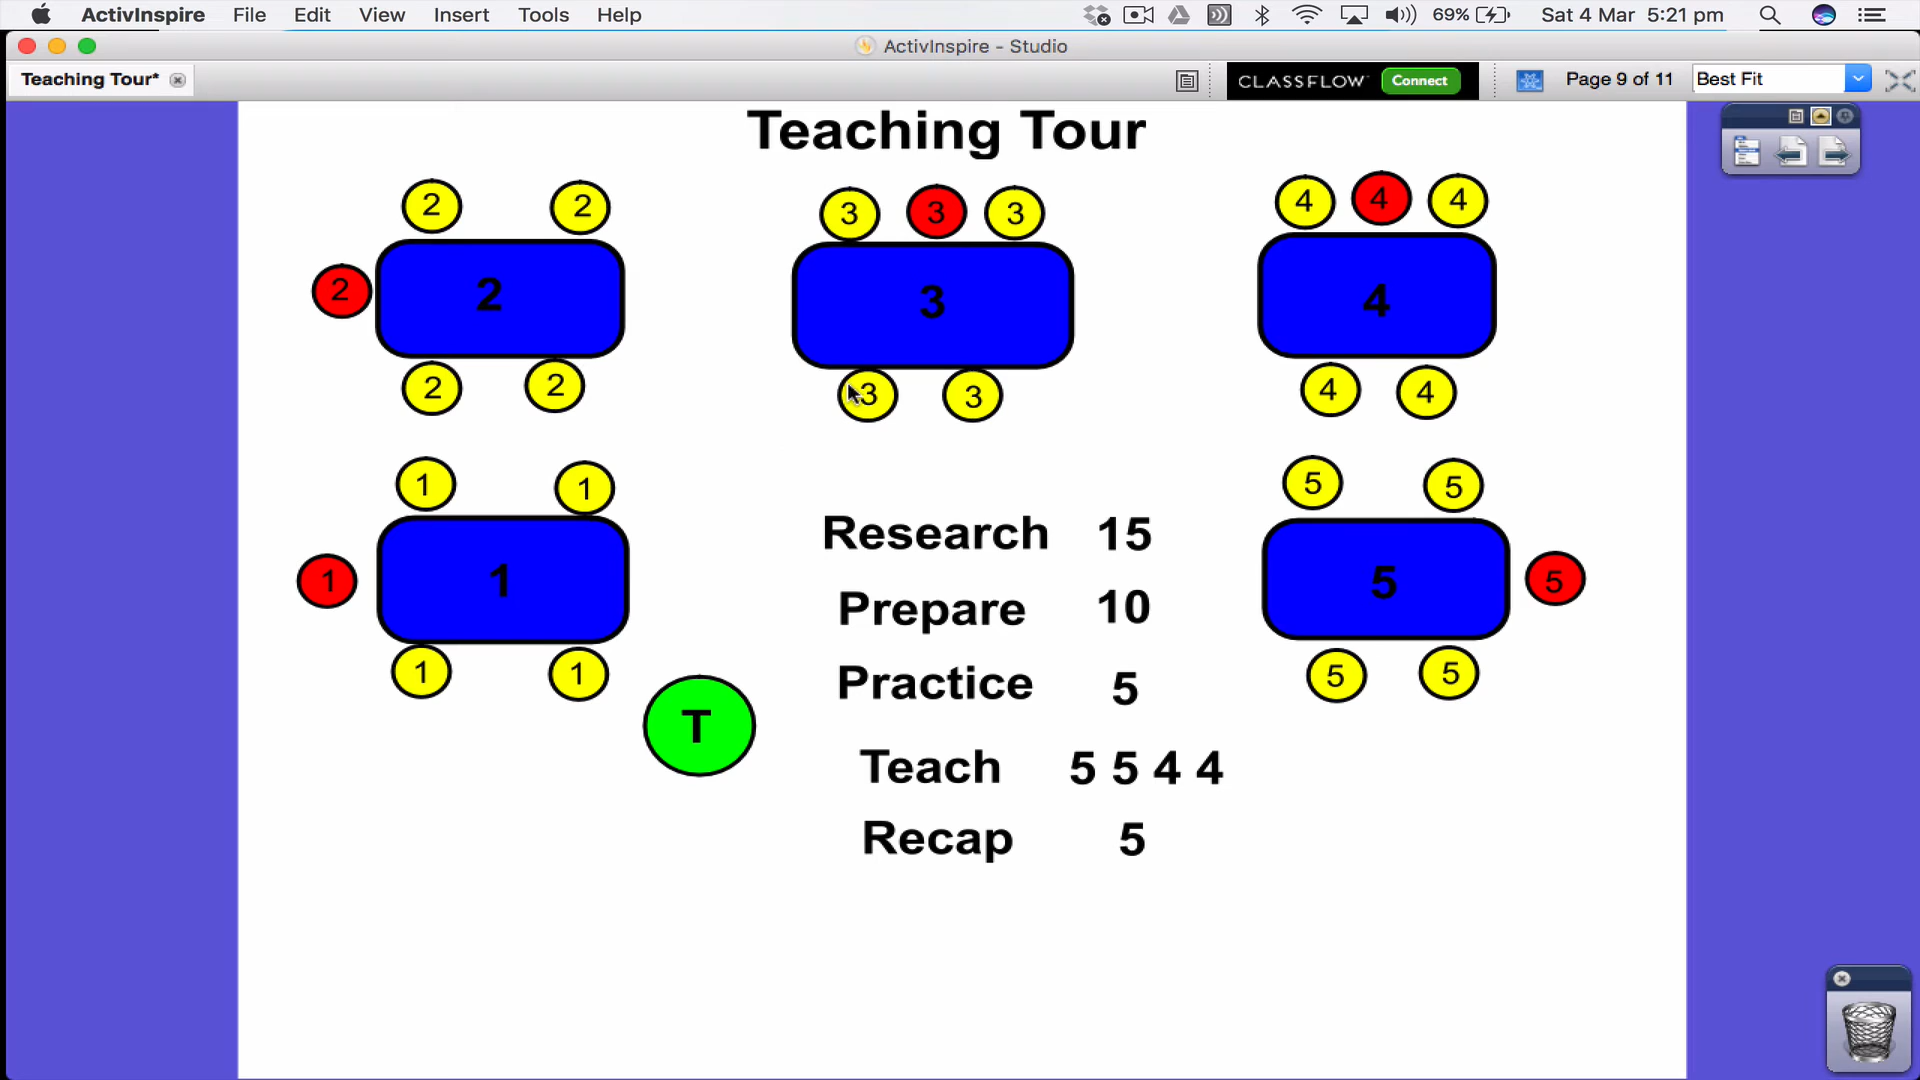 ActivInspire File Edit View Insert Tools Help 69% Sat 4 Mar 5:21 pm
ActivInspire - Studio
Teaching Tour* CLASSFLOW Connect Page 9 of 11 Best Fit
Teaching Tour
2 2 3 3 3 4 4 4
2 2 3 4
2 2 3 3 4 4
1 1 5 5
1 1 5 5
1 1 5 5
Research 15
Prepare 10
Practice 5
T
Teach 5 5 4 4
Recap 5